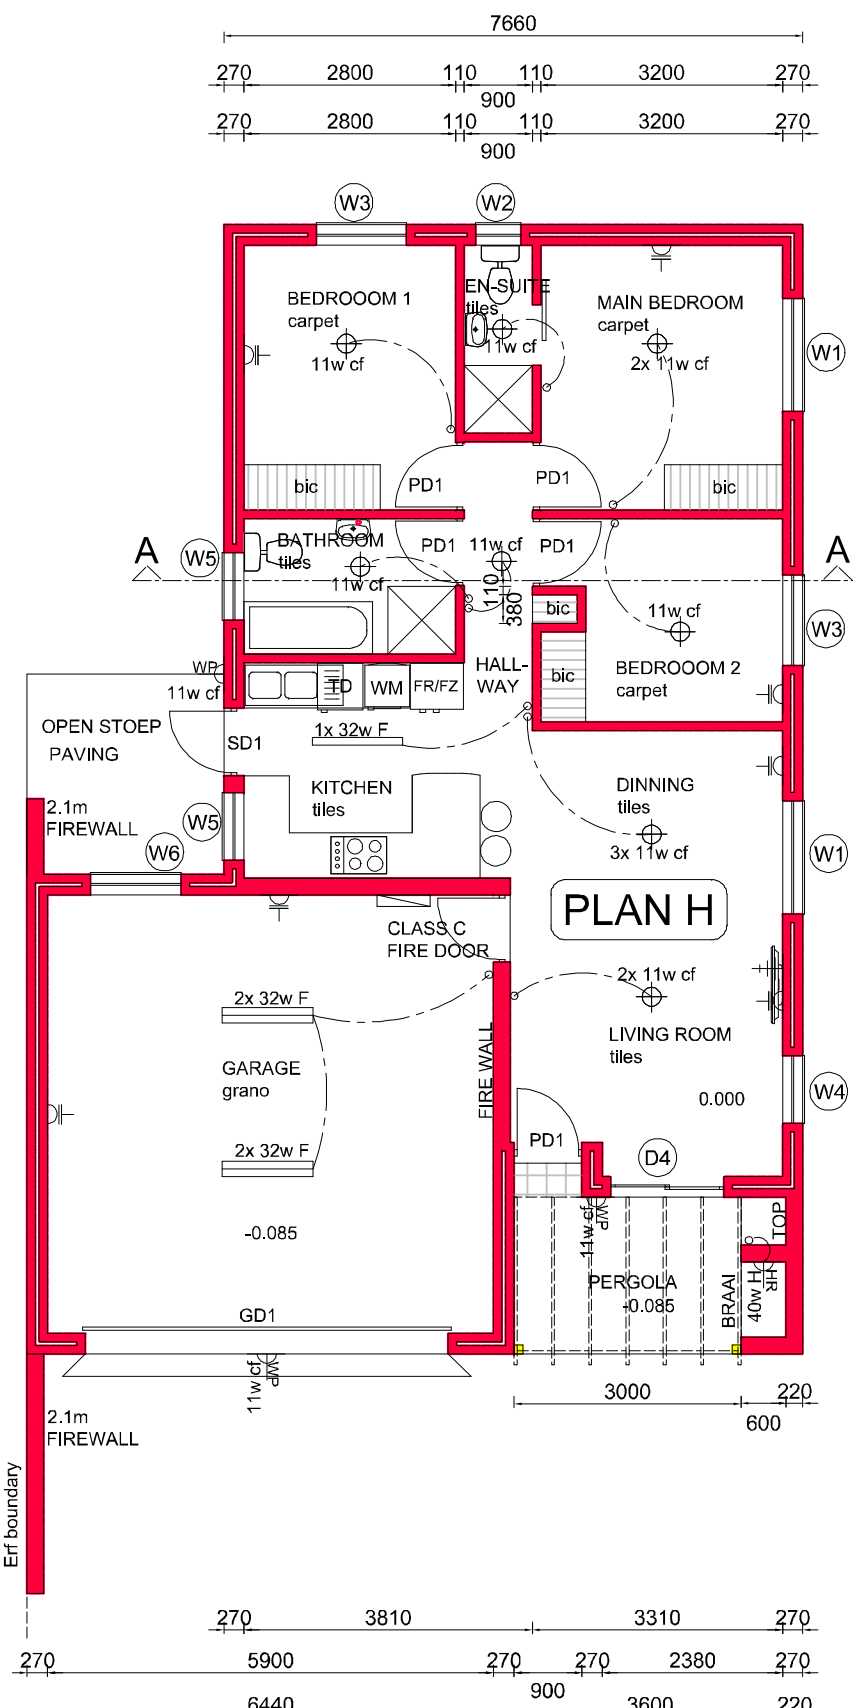 7660
270 2800 110 110 3200 270
900
270 2800 110 110 3200 270
900
W3 W2
EN-SUITE
tiles
BEDROOOM 1
carpet
MAIN BEDROOM
carpet
11w cf
11w cf
2x 11w cf
W1
bic
PD1
PD1
bic
A
W5
BATHROOM
tiles
11w cf
PD1
11w cf
PD1
A
110
380
bic
11w cf
W3
WP
11w cf
TD
WM
FR/FZ
HALL-
WAY
bic
BEDROOOM 2
carpet
OPEN STOEP
PAVING
SD1
1x 32w F
KITCHEN
tiles
DINNING
tiles
2.1m
FIREWALL
W5
W6
3x 11w cf
W1
PLAN H
CLASS C
FIRE DOOR
2x 32w F
2x 11w cf
LIVING ROOM
tiles
GARAGE
grano
FIRE WALL
0.000
W4
2x 32w F
PD1
D4
-0.085
11w cf
WP
TOP
PERGOLA
-0.085
BRAAI
40w H
HR
GD1
11w cf
WP
3000 220
600
2.1m
FIREWALL
Erf boundary
270 3810 3310 270
270 5900 270 270 2380 270
900
6440 3600 220